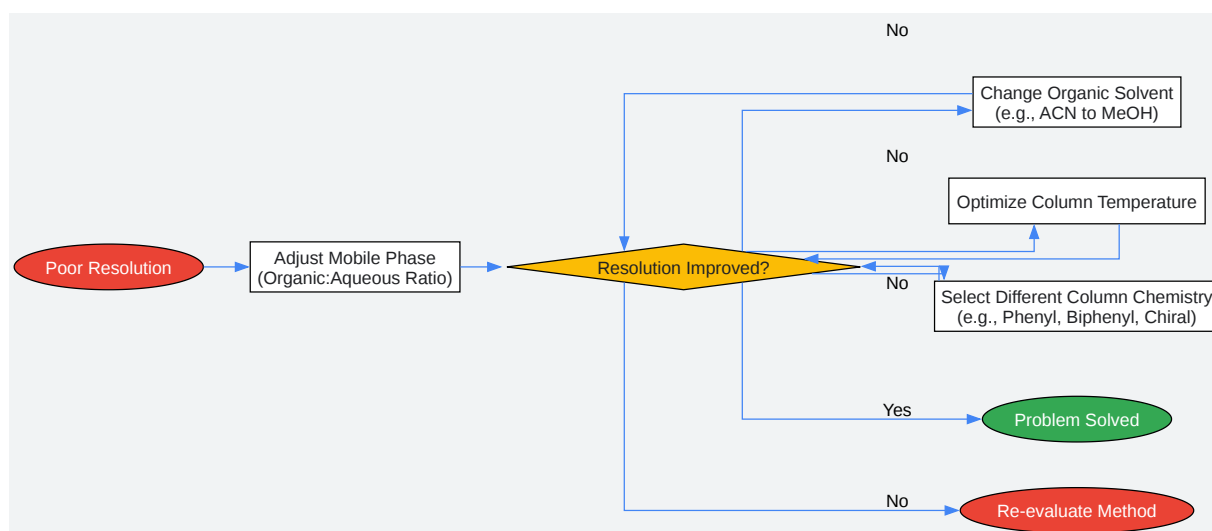 No
Change Organic Solvent
(e.g., ACN to MeOH)
No
Optimize Column Temperature
Poor Resolution
Adjust Mobile Phase
(Organic:Aqueous Ratio)
Resolution Improved?
No
Select Different Column Chemistry
(e.g., Phenyl, Biphenyl, Chiral)
Yes
Problem Solved
No
Re-evaluate Method